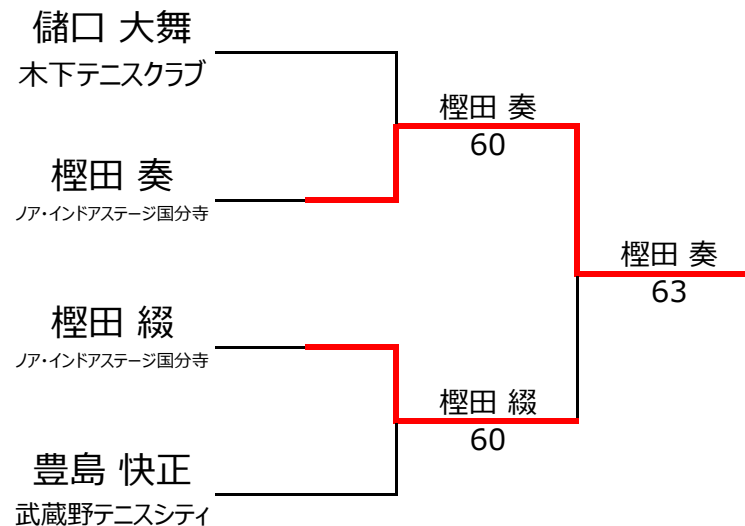 儲口 大舞
木下テニスクラブ
樫田 奏
60
樫田 奏
ノア・インドアステージ国分寺
樫田 奏
63
樫田 綴
ノア・インドアステージ国分寺
樫田 綴
60
豊島 快正
武蔵野テニスシティ